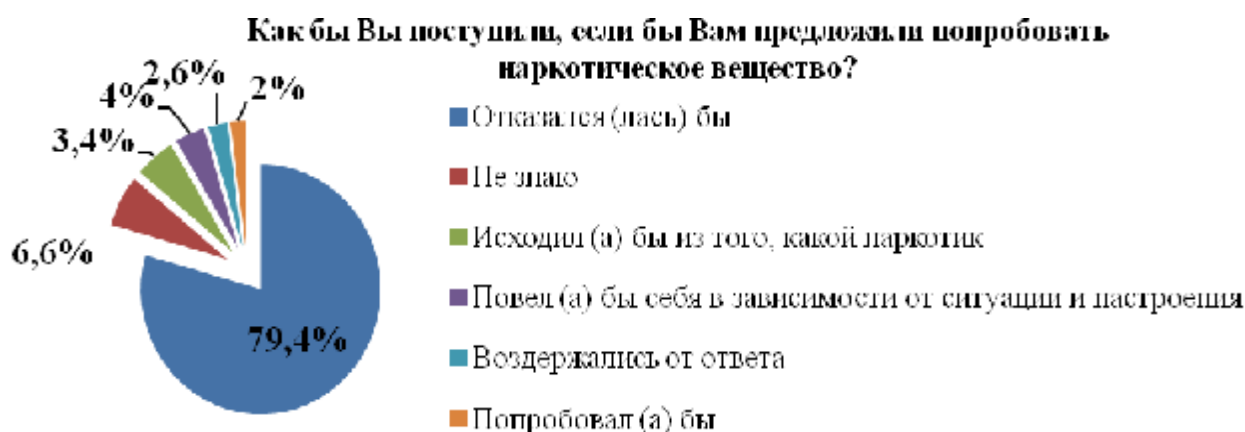 Как бы Вы поступили, если бы Вам предложили попробовать
наркотическое вещество?
2,6%
2%
4%
3,4%
6,6%
79,4%
Отказался (лась) бы
Не знаю
Исходил (а) бы из того, какой наркотик
Повел (а) бы себя в зависимости от ситуации и настроения
Воздержались от ответа
Попробовал (а) бы